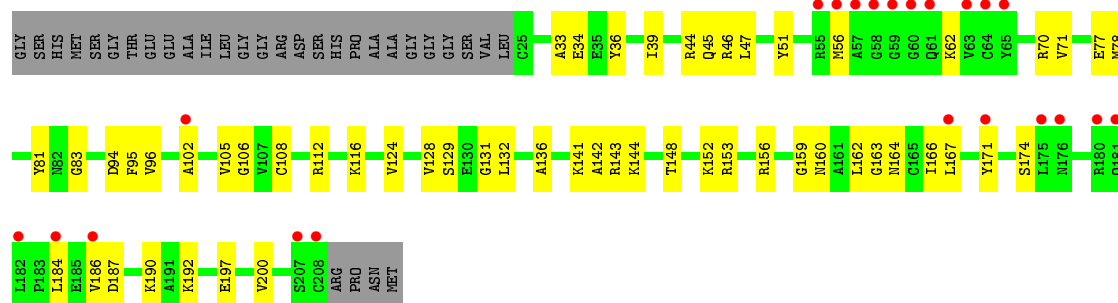 GLY SER HIS MET SER GLY THR GLU GLU ALA ILE LEU GLY GLY ARG ASP SER HIS PRO ALA ALA GLY GLY GLY SER VAL LEU C25 A33 E34 E35 Y36 I39 R44 Q45 R46 L47 Y51 R55 M56 A57 G58 G59 G60 Q61 K62 V63 C64 Y65 R70 V71 E77 M78
Y81 N82 G83 D94 F95 V96 A102 V105 G106 V107 C108 R112 K116 V124 V128 S129 E130 G131 L132 A136 K141 A142 R143 K144 T148 K152 R153 R156 G159 N160 A161 L162 G163 N164 C165 I166 L167 Y171 S174 L175 N176 R180 Q181
L182 P183 L184 E185 V186 D187 K190 A191 K192 E197 V200 S207 C208 ARG PRO ASN MET